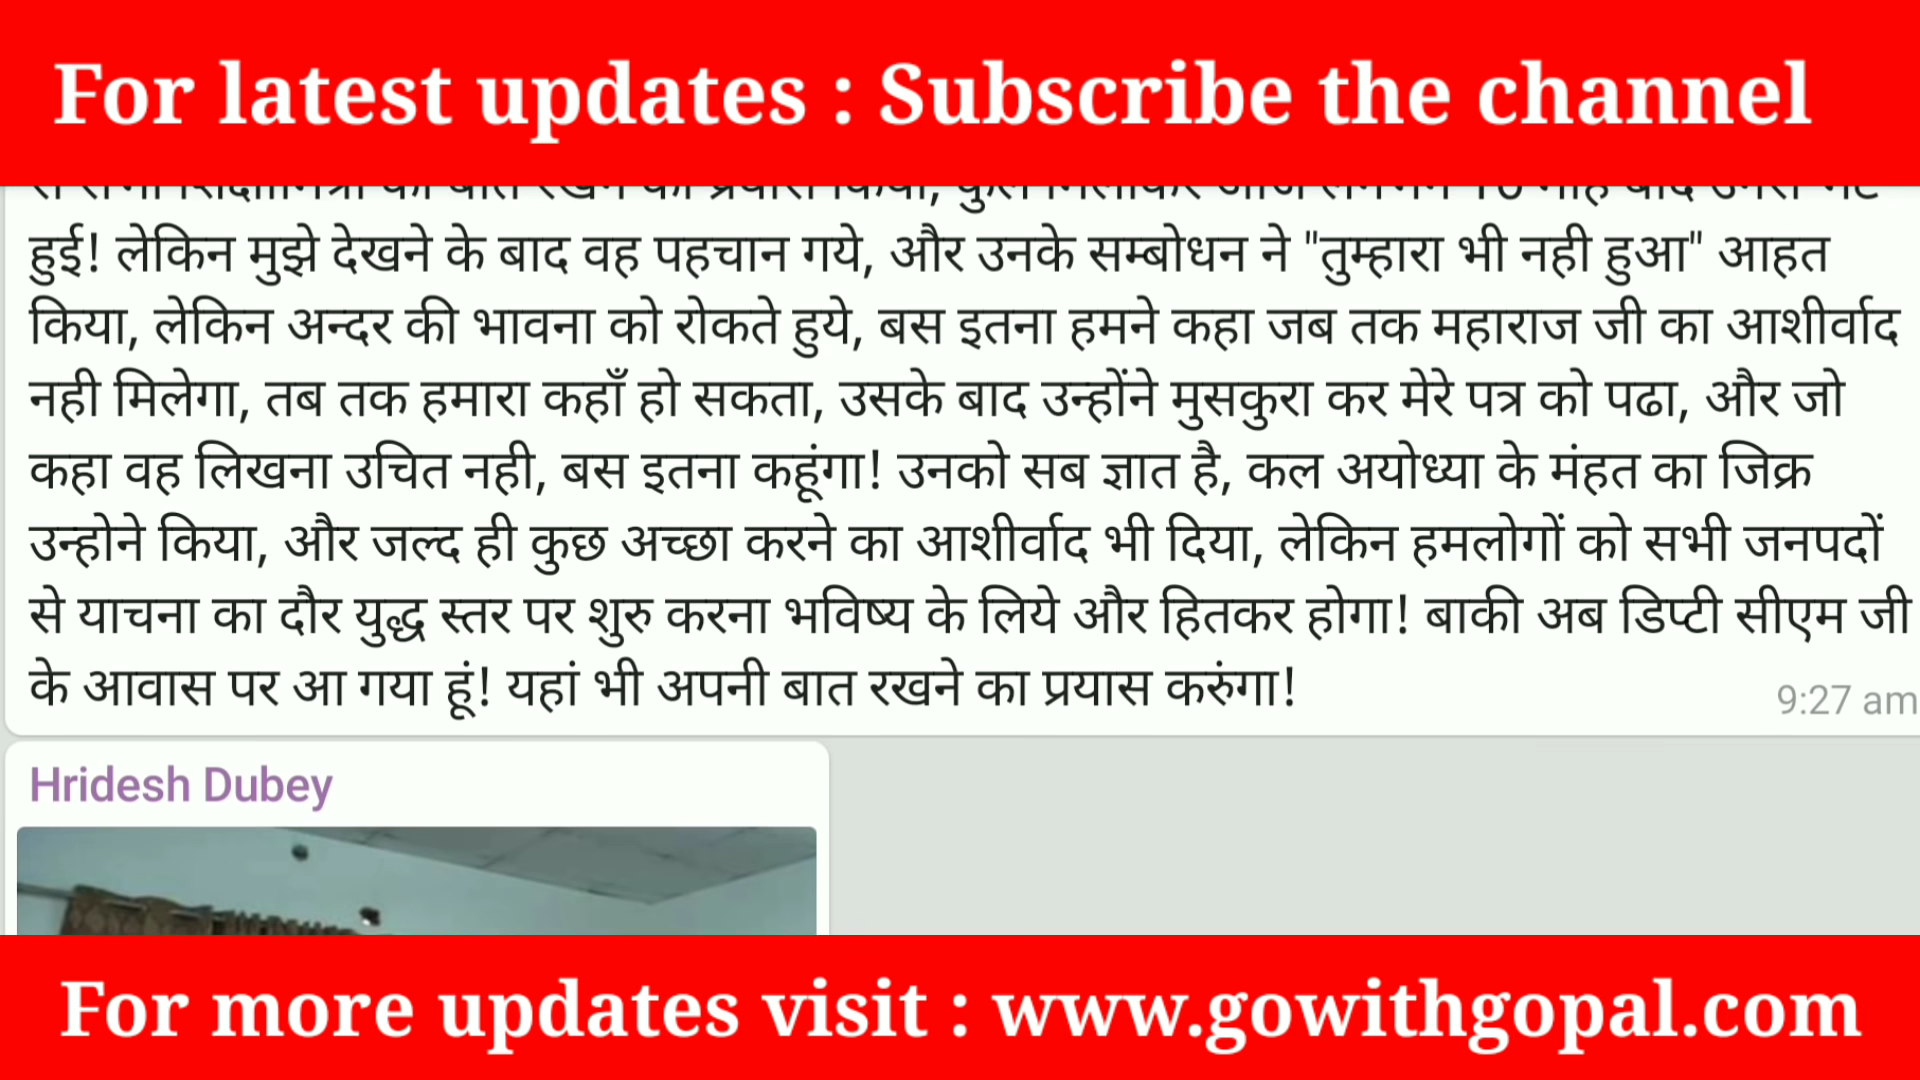 For latest updates : Subscribe the channel
हुई! लेकिन मुझे देखने के बाद वह पहचान गये, और उनके सम्बोधन ने "तुम्हारा भी नही हुआ" आहत
किया, लेकिन अन्दर की भावना को रोकते हुये, बस इतना हमने कहा जब तक महाराज जी का आशीर्वाद
नही मिलेगा, तब तक हमारा कहाँ हो सकता, उसके बाद उन्होंने मुसकुरा कर मेरे पत्र को पढा, और जो
कहा वह लिखना उचित नही, बस इतना कहूंगा! उनको सब ज्ञात है, कल अयोध्या के मंहत का जिक्र
उन्होने किया, और जल्द ही कुछ अच्छा करने का आशीर्वाद भी दिया, लेकिन हमलोगों को सभी जनपदों
से याचना का दौर युद्ध स्तर पर शुरु करना भविष्य के लिये और हितकर होगा! बाकी अब डिप्टी सीएम जी
के आवास पर आ गया हूं! यहां भी अपनी बात रखने का प्रयास करुंगा!
9:27 am
Hridesh Dubey
For more updates visit : www.gowithgopal.com